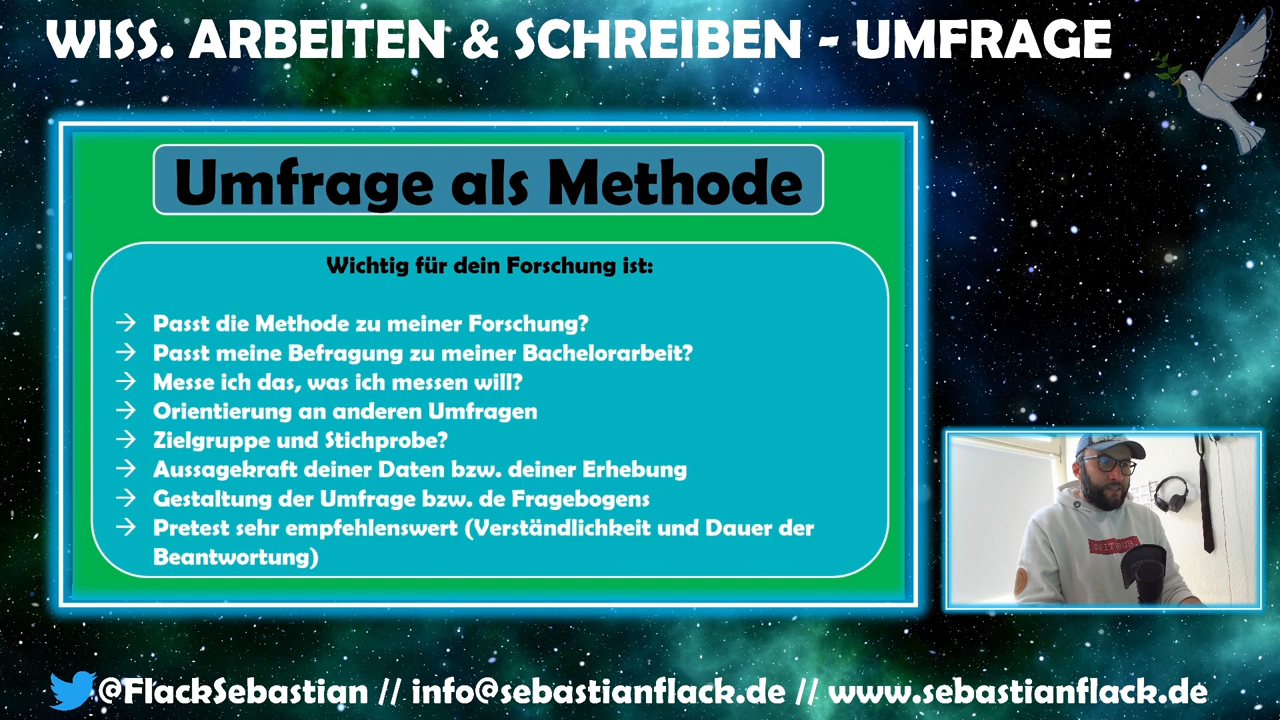 WISS. ARBEITEN & SCHREIBEN - UMFRAGE
Umfrage als Methode
Wichtig für dein Forschung ist:
→ Passt die Methode zu meiner Forschung?
→ Passt meine Befragung zu meiner Bachelorarbeit?
→ Messe ich das, was ich messen will?
→ Orientierung an anderen Umfragen
→ Zielgruppe und Stichprobe?
→ Aussagekraft deiner Daten bzw. deiner Erhebung
→ Gestaltung der Umfrage bzw. de Fragebogens
→ Pretest sehr empfehlenswert (Verständlichkeit und Dauer der
Beantwortung)
@FlackSebastian // info@sebastianflack.de // www.sebastianflack.de